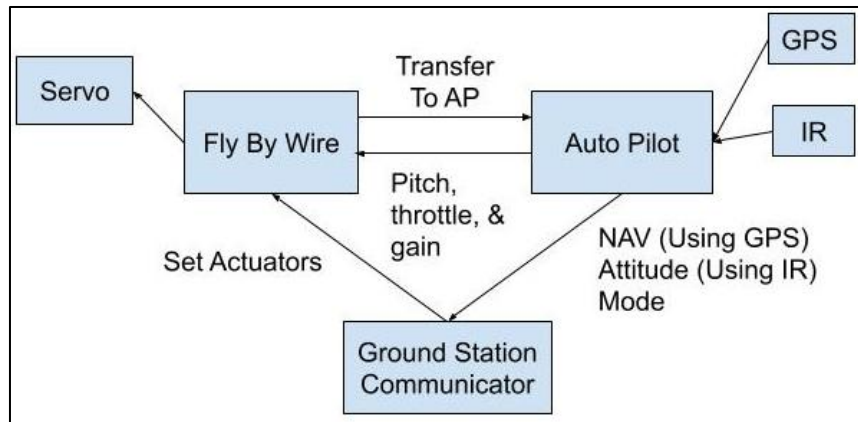 GPS
Servo
Transfer
To AP
Fly By Wire
Auto Pilot
IR
Pitch,
throttle, &
gain
Set Actuators
NAV (Using GPS)
Attitude (Using IR)
Mode
Ground Station
Communicator